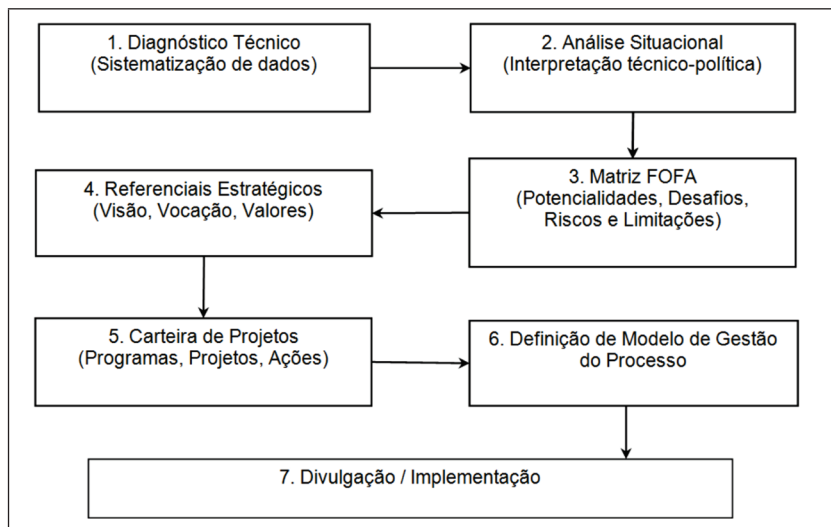 1. Diagnóstico Técnico
(Sistematização de dados)
2. Análise Situacional
(Interpretação técnico-política)
3. Matriz FOFA
(Potencialidades, Desafios,
Riscos e Limitações)
4. Referenciais Estratégicos
(Visão, Vocação, Valores)
5. Carteira de Projetos
(Programas, Projetos, Ações)
6. Definição de Modelo de Gestão
do Processo
7. Divulgação / Implementação